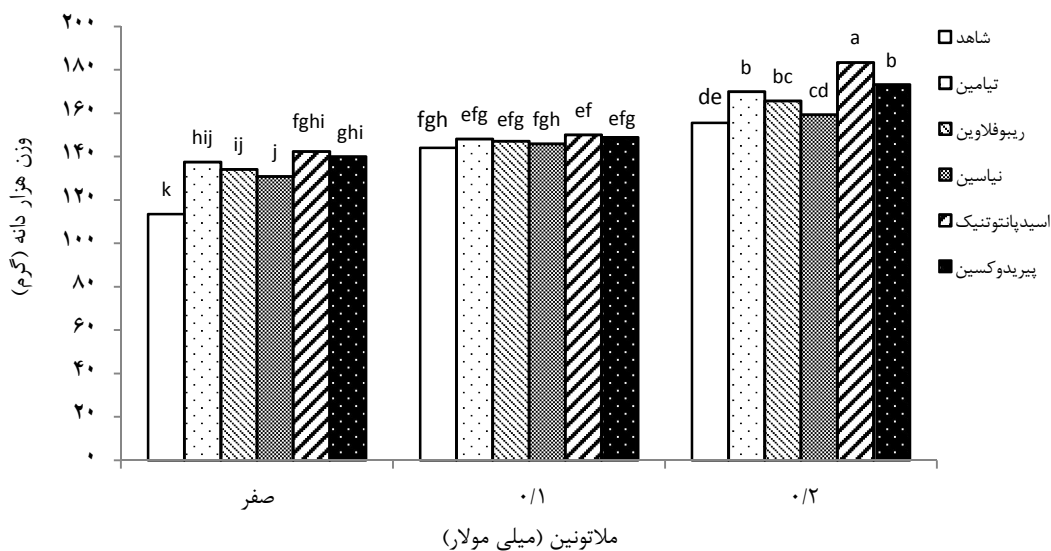 وزن هزار دانه (گرم)
۲۰۰
۱۸۰
۱۶۰
۱۴۰
۱۲۰
۱۰۰
۸۰
۶۰
۴۰
۲۰
۰
k hij ij j fghi ghi
fgh efg efg fgh ef efg
de b bc cd a b
صفر ۰/۱ ۰/۲
ملاتونین (میلی مولار)
شاهد
تیامین
ریبوفلاوین
نیاسین
اسیدپانتوتنیک
پیریدوکسین